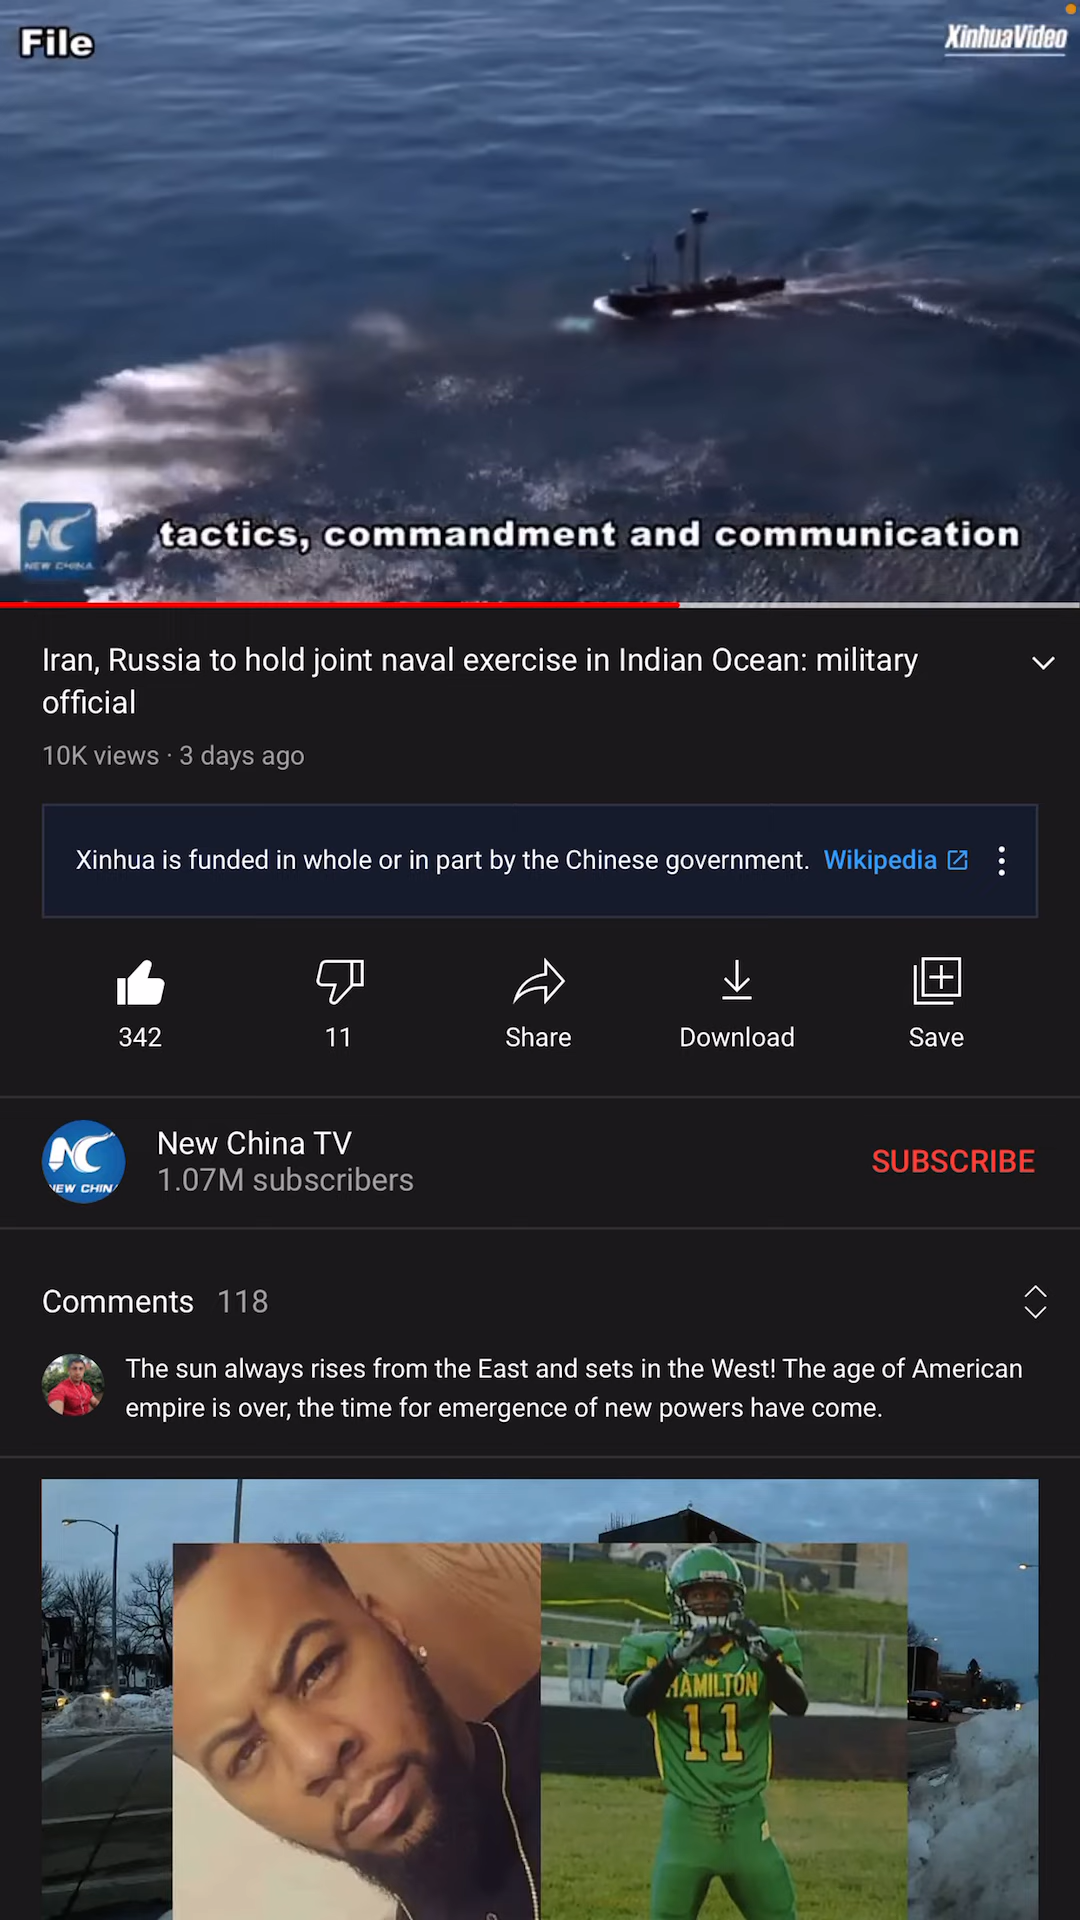 File
XinhuaVideo
NC
NEW CHINA
tactics, commandment and communication
Iran, Russia to hold joint naval exercise in Indian Ocean: military
official
10K views · 3 days ago
Xinhua is funded in whole or in part by the Chinese government. Wikipedia
342
11
Share
Download
Save
NC
NEW CHINA
New China TV
1.07M subscribers
SUBSCRIBE
Comments 118
The sun always rises from the East and sets in the West! The age of American
empire is over, the time for emergence of new powers have come.
HAMILTON
11